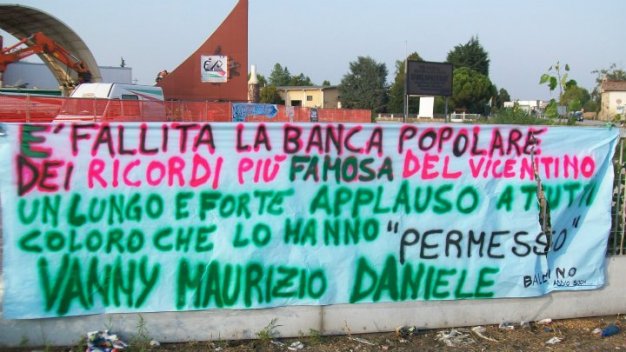 E' FALLITA LA BANCA POPOLARE
DEI RICORDI PIÙ FAMOSA DEL VICENTINO
UN LUNGO E FORTE APPLAUSO A TUTTI
COLORO CHE LO HANNO "PERMESSO"
VANNY MAURIZIO DANIELE